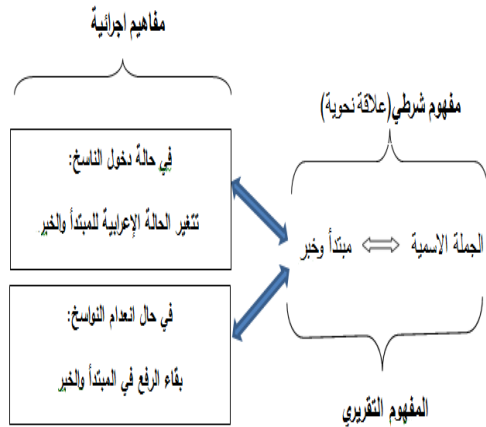 مفاهيم اجرائية
مفهوم شرطي(علاقة نحوية)
في حالة دخول الناسخ:
تتغير الحالة الإعرابية للمبتدأ والخبر
الجملة الاسمية
مبتدأ وخبر
في حال انعدام النواسخ:
بقاء الرفع في المبتدأ والخبر
المفهوم التقريري